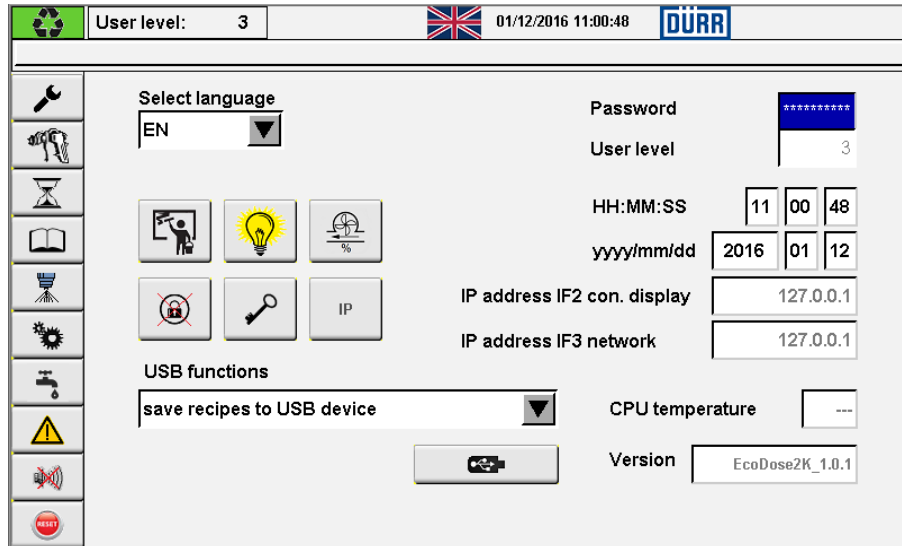 User level: 3 01/12/2016 11:00:48 DÜRR
Select language
EN
Password **********
User level 3
HH:MM:SS 11 00 48
yyyy/mm/dd 2016 01 12
%
IP
IP address IF2 con. display 127.0.0.1
IP address IF3 network 127.0.0.1
USB functions
save recipes to USB device
CPU temperature ---
Version EcoDose2K_1.0.1
RESET